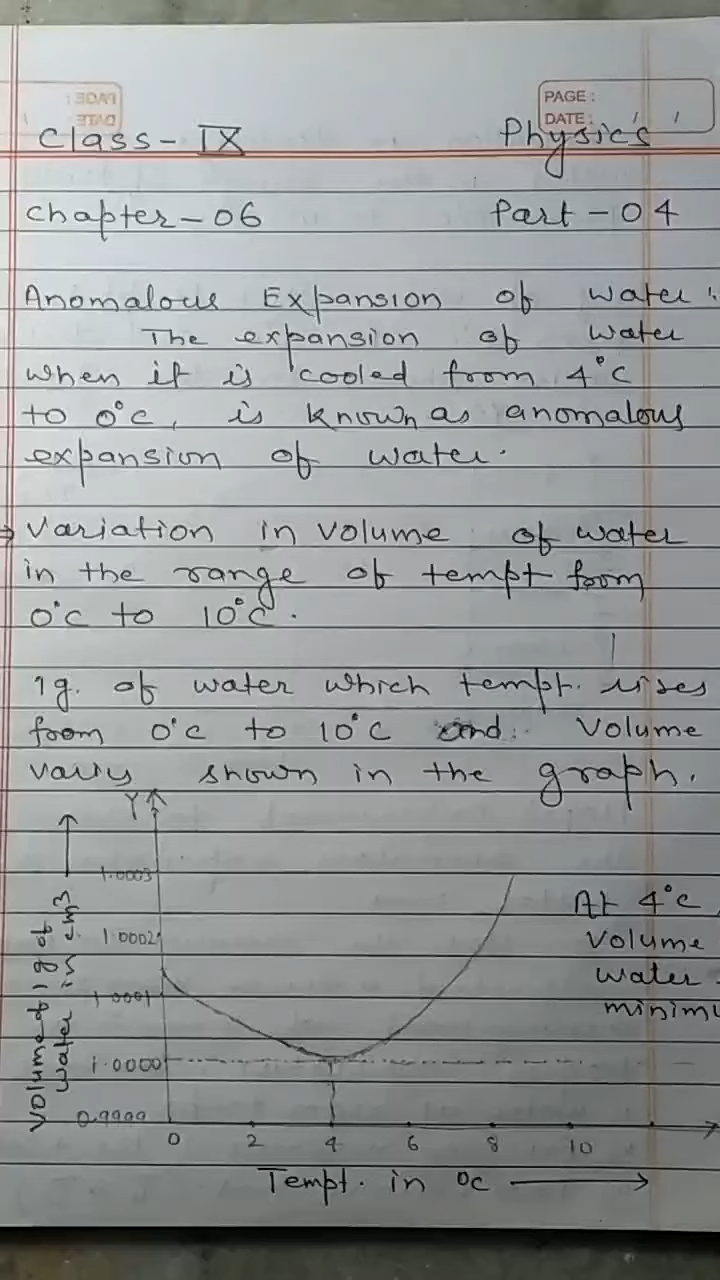 PAGE :
DATE : / /
Class - IX Physics
Chapter - 06 Part - 04
Anomalous Expansion of water :
The expansion of water
when it is cooled from 4°C
to 0°C, is known as anomalous
expansion of water.
→ Variation in volume of water
in the range of tempt from
0°C to 10°C.
1g. of water which tempt. rises
from 0°C to 10°C and volume
vary shown in the graph.
Y
1.0003
1.0002
1.0001
1.0000
0.9999
Volume of 1g of
water in cm3
At 4°C
Volume
water
minimu
0 2 4 6 8 10
Tempt. in °C